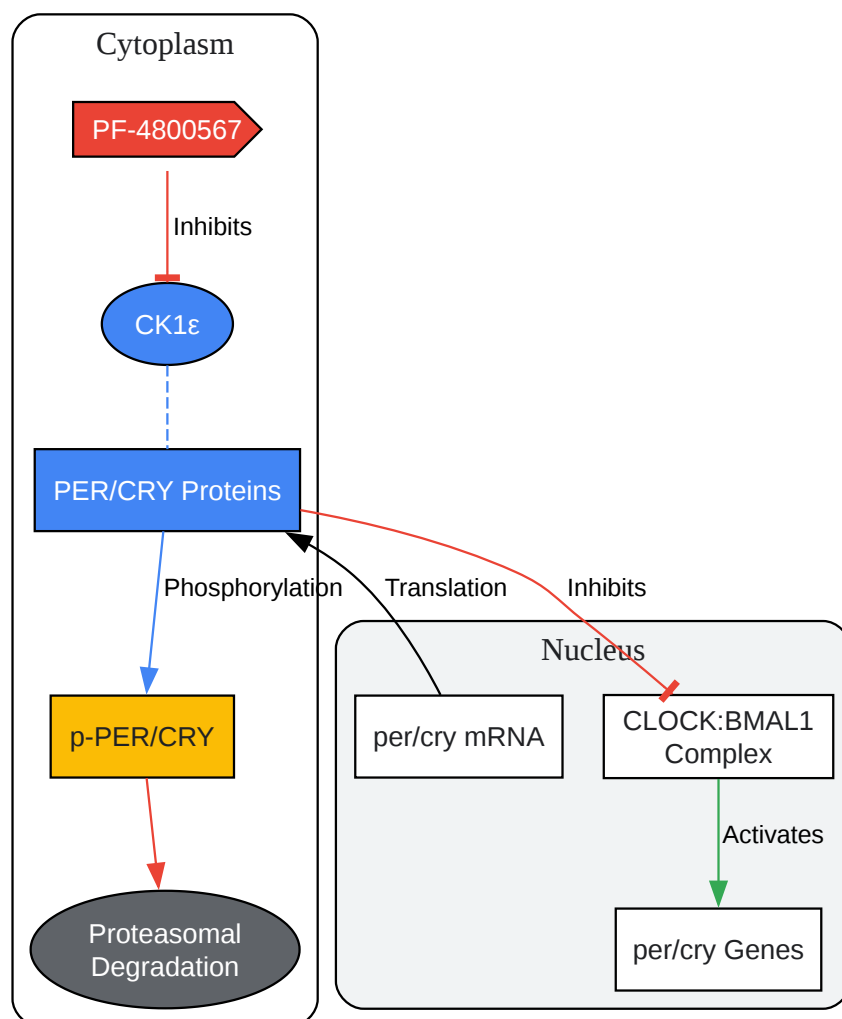 Cytoplasm
PF-4800567
Inhibits
CK1ε
PER/CRY Proteins
Phosphorylation
Translation
Inhibits
Nucleus
p-PER/CRY
per/cry mRNA
CLOCK:BMAL1
Complex
Activates
Proteasomal
Degradation
per/cry Genes